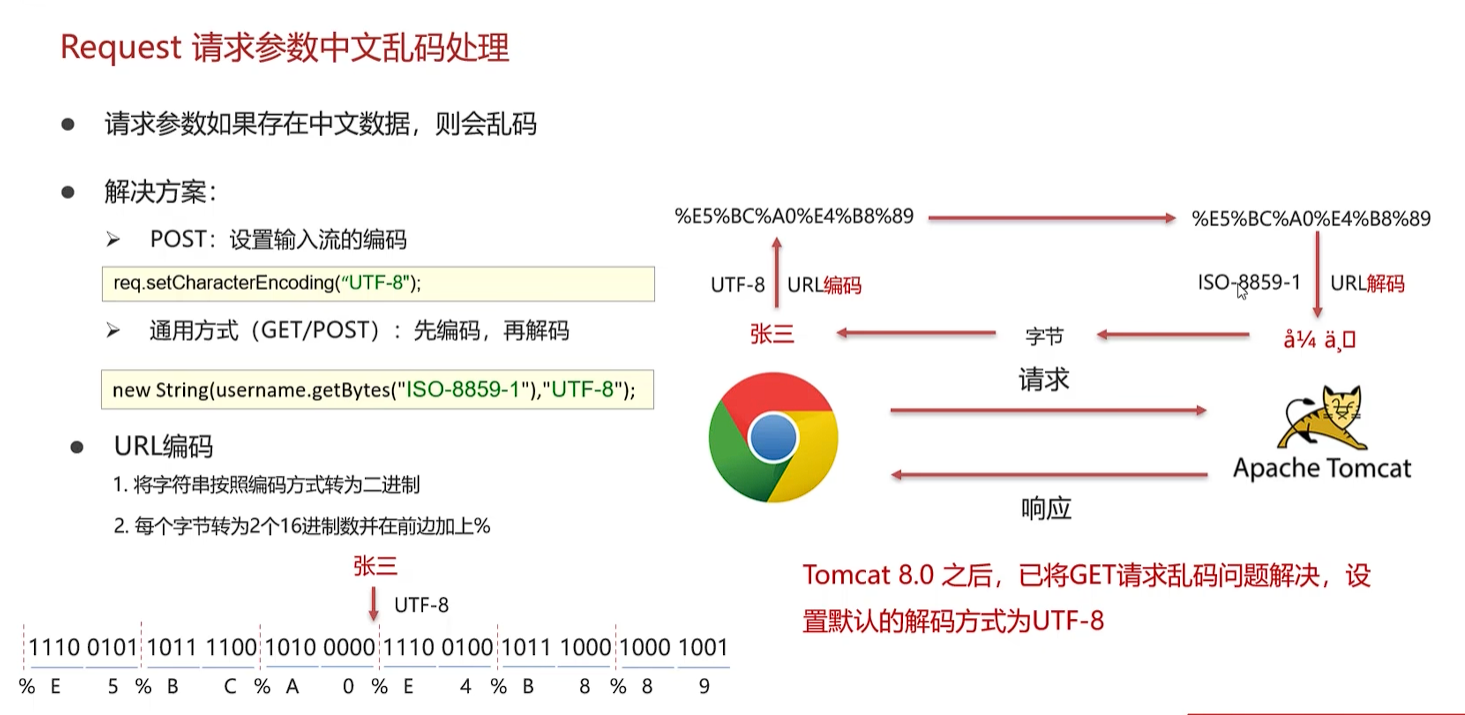 Request 请求参数中文乱码处理
● 请求参数如果存在中文数据，则会乱码
● 解决方案：
➢ POST：设置输入流的编码
req.setCharacterEncoding(“UTF-8");
➢ 通用方式（GET/POST）：先编码，再解码
new String(username.getBytes("ISO-8859-1"),"UTF-8");
● URL编码
1. 将字符串按照编码方式转为二进制
2. 每个字节转为2个16进制数并在前边加上%
张三
UTF-8
1110 0101 1011 1100 1010 0000 1110 0100 1011 1000 1000 1001
% E 5 % B C % A 0 % E 4 % B 8 % 8 9
%E5%BC%A0%E4%B8%89 %E5%BC%A0%E4%B8%89
UTF-8 URL编码 ISO-8859-1 URL解码
张三 字节 å¼ ä¸
请求
Apache Tomcat
响应
Tomcat 8.0 之后，已将GET请求乱码问题解决，设
置默认的解码方式为UTF-8